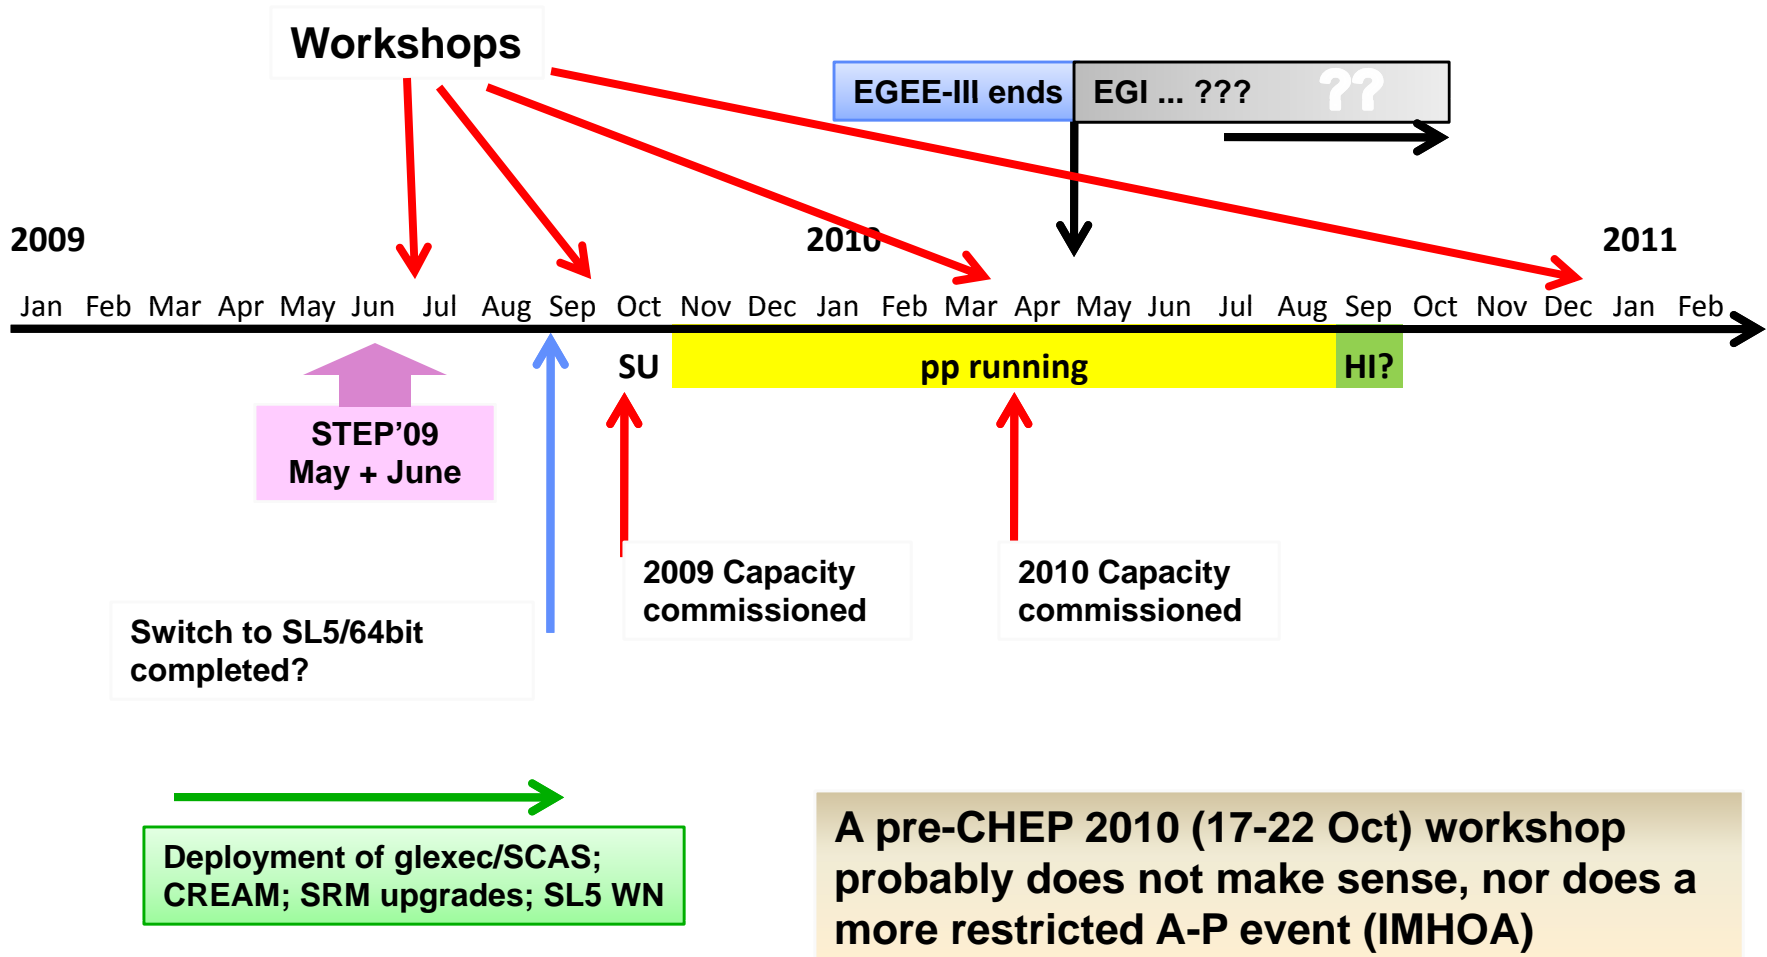 Workshops
EGEE-III ends
EGI ... ???
??
2009
2010
2011
Jan Feb Mar Apr May Jun Jul Aug Sep Oct Nov Dec Jan Feb Mar Apr May Jun Jul Aug Sep Oct Nov Dec Jan Feb
SU
pp running
HI?
STEP’09
May + June
2009 Capacity
commissioned
2010 Capacity
commissioned
Switch to SL5/64bit
completed?
Deployment of glexec/SCAS;
CREAM; SRM upgrades; SL5 WN
A pre-CHEP 2010 (17-22 Oct) workshop
probably does not make sense, nor does a
more restricted A-P event (IMHOA)